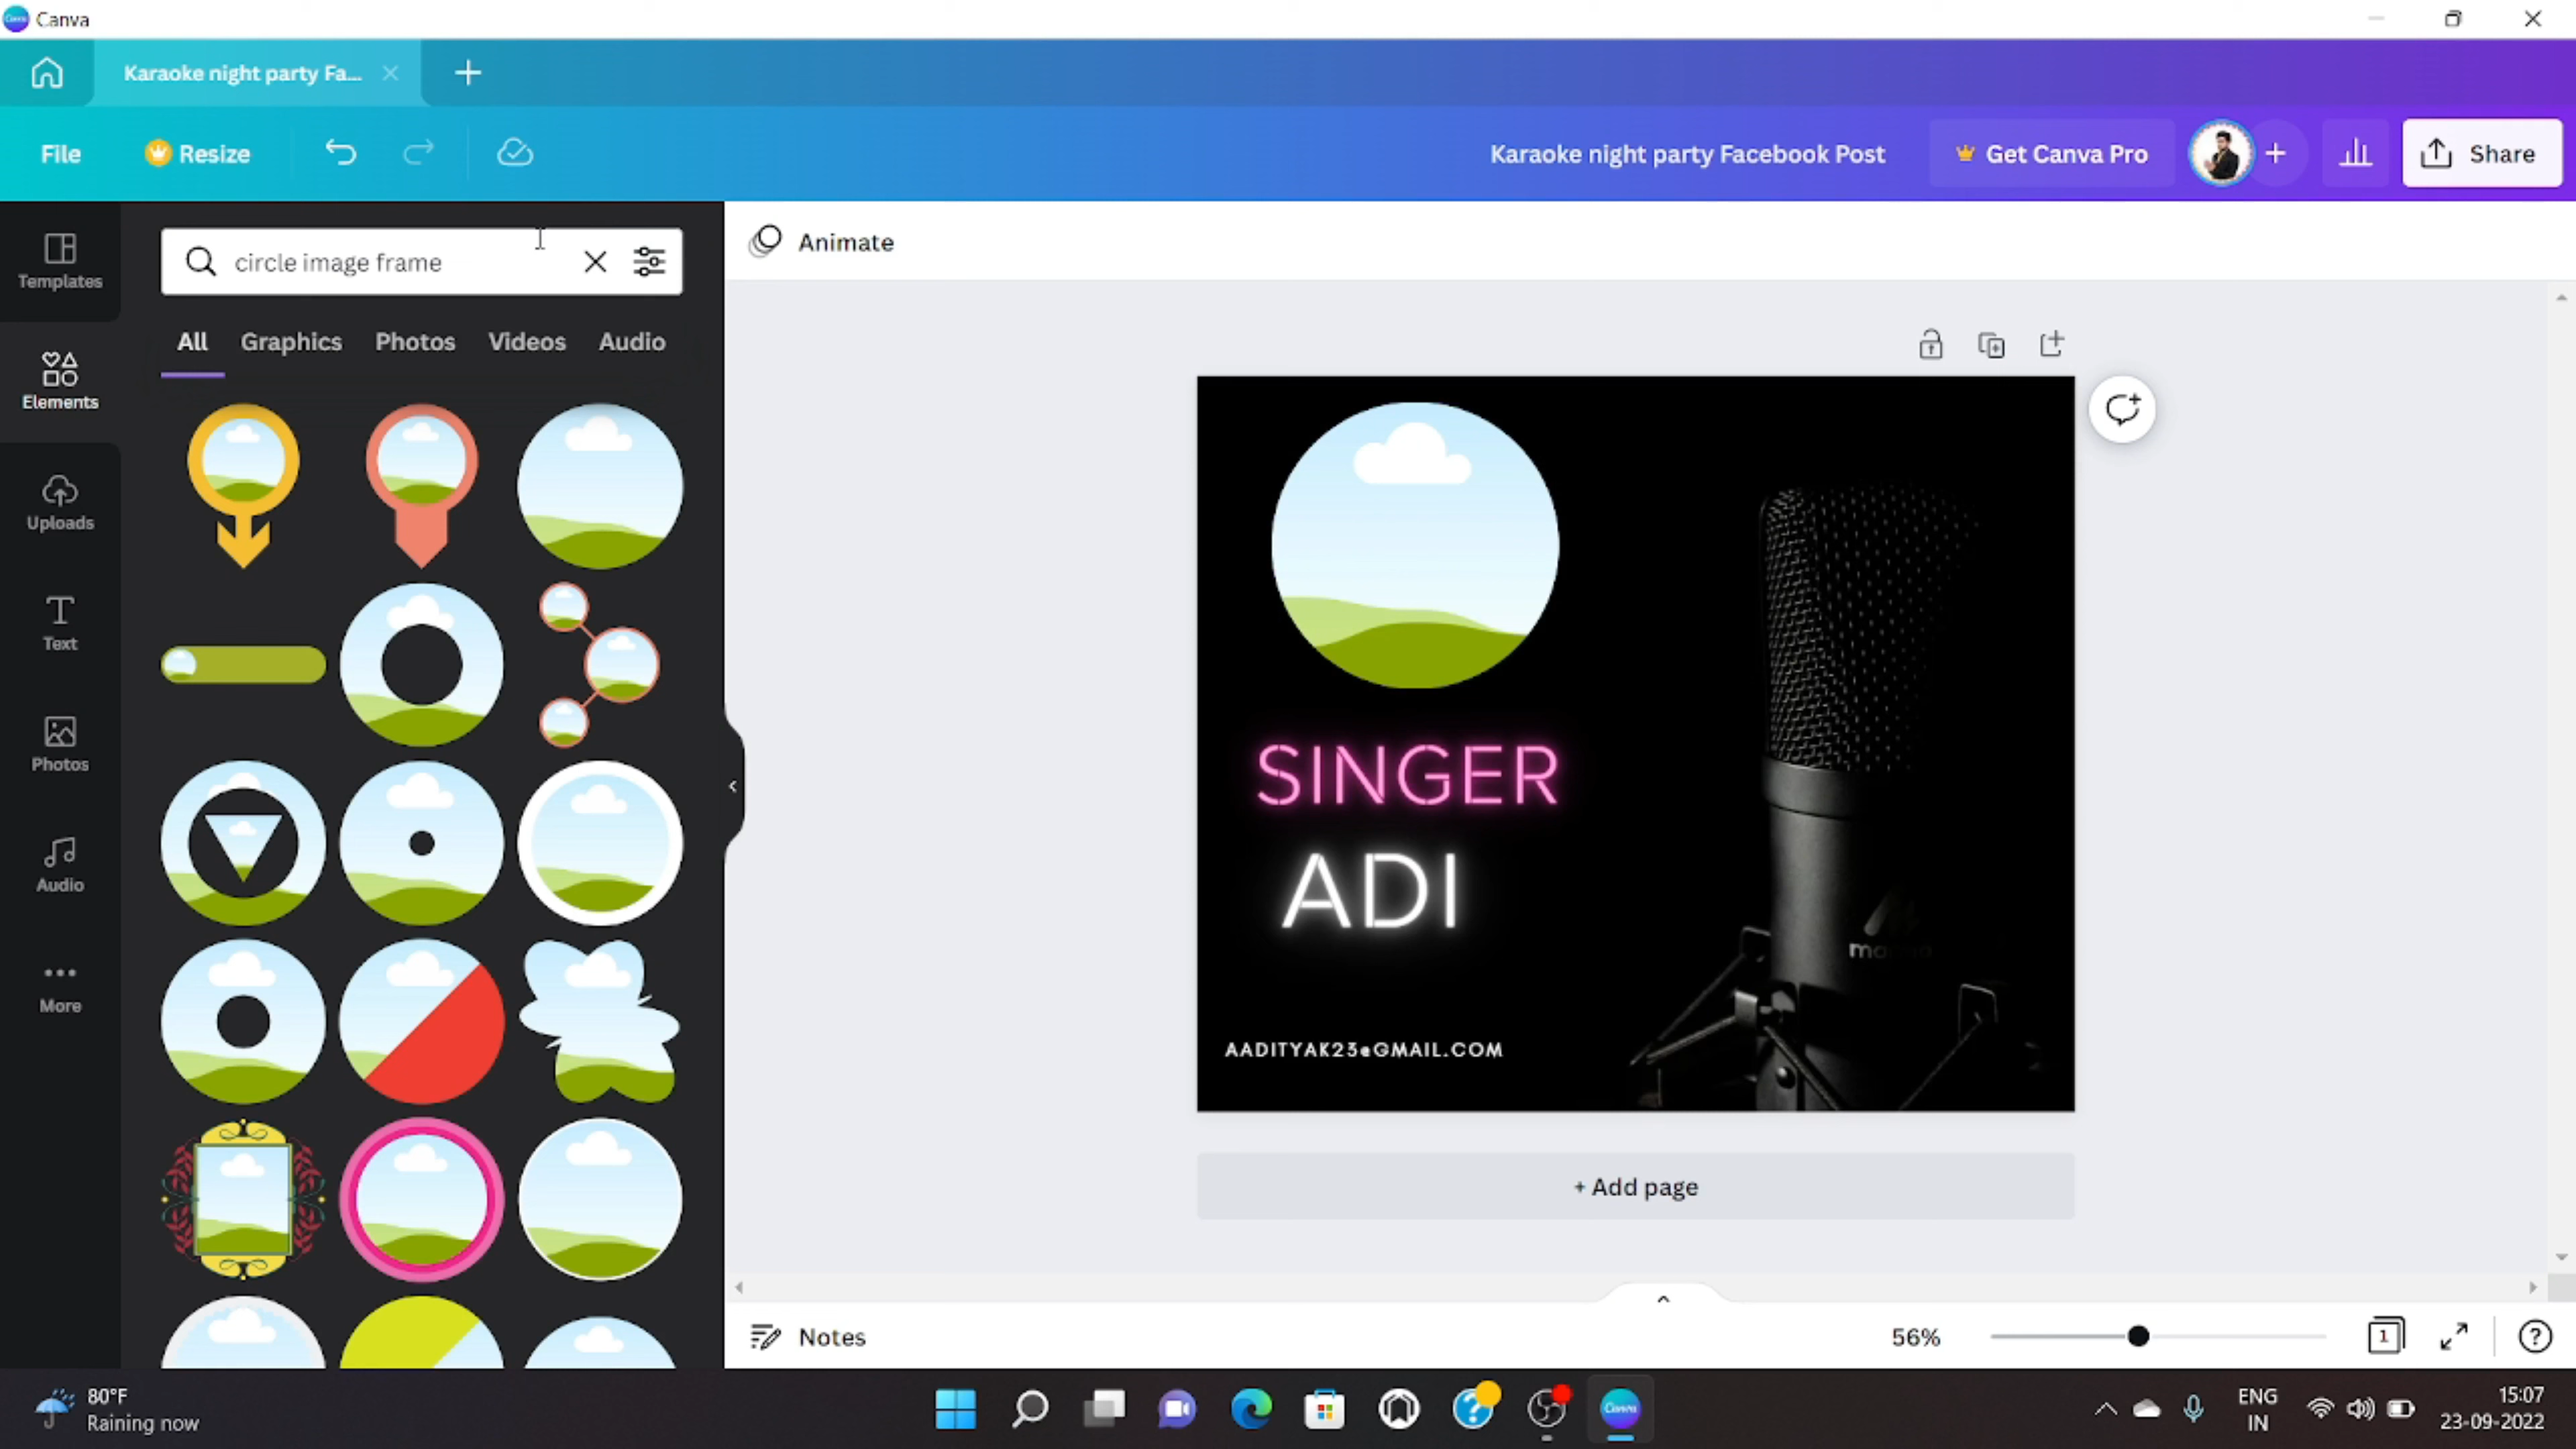 Canva
Karaoke night party Fa...
File
Resize
Karaoke night party Facebook Post
Get Canva Pro
Share
Templates
Elements
Uploads
Text
Photos
Audio
More
circle image frame
All
Graphics
Photos
Videos
Audio
Animate
SINGER
ADI
AADITYAK23@GMAIL.COM
+ Add page
Notes
56%
1
80°F
Raining now
Canva
ENG
IN
15:07
23-09-2022